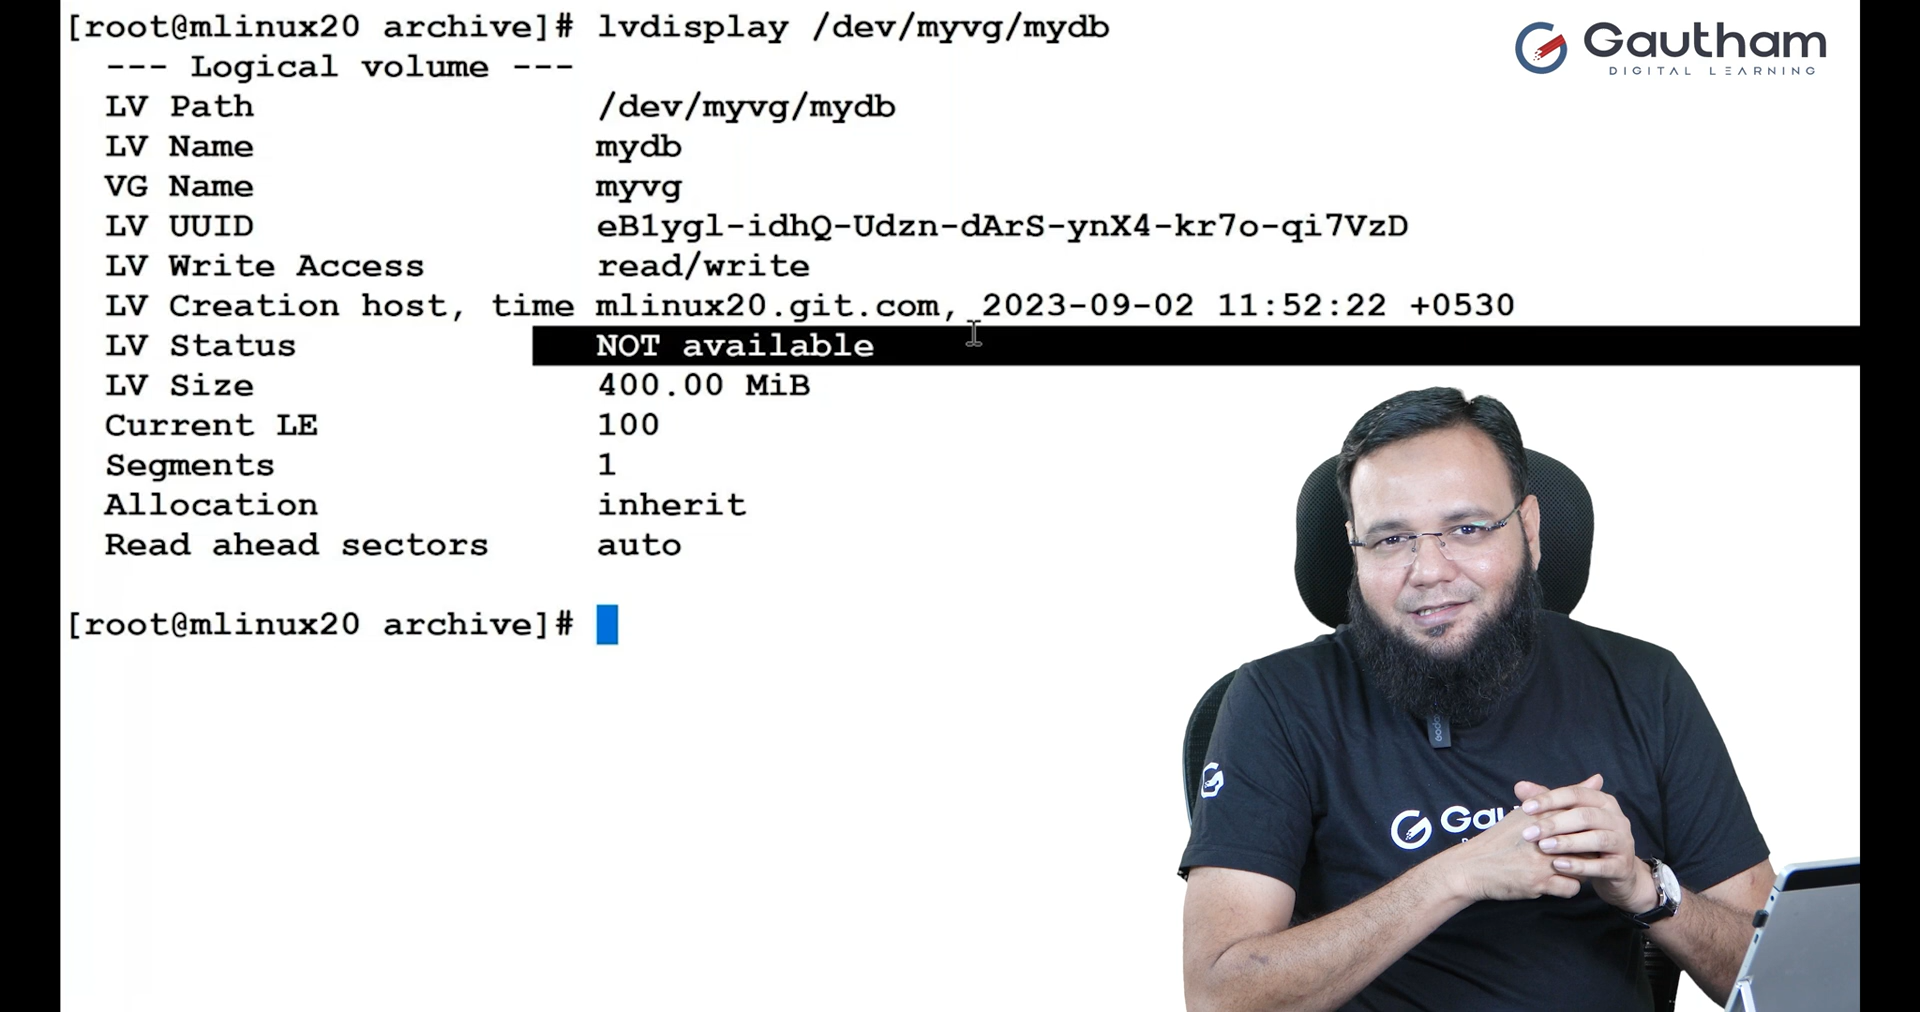 [root@mlinux20 archive]# lvdisplay /dev/myvg/mydb
--- Logical volume ---
LV Path /dev/myvg/mydb
LV Name mydb
VG Name myvg
LV UUID eB1ygl-idhQ-Udzn-dArS-ynX4-kr7o-qi7VzD
LV Write Access read/write
LV Creation host, time mlinux20.git.com, 2023-09-02 11:52:22 +0530
LV Status NOT available
LV Size 400.00 MiB
Current LE 100
Segments 1
Allocation inherit
Read ahead sectors auto
[root@mlinux20 archive]#
Gautham
DIGITAL LEARNING